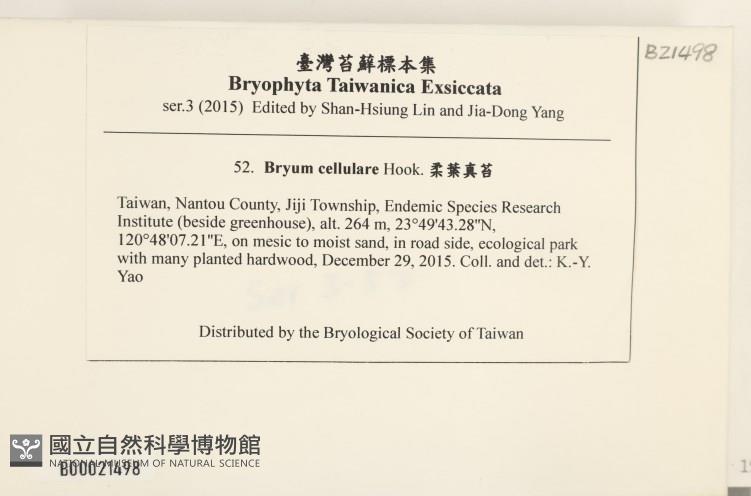 臺灣苔蘚標本集
Bryophyta Taiwanica Exsiccata
ser.3 (2015) Edited by Shan-Hsiung Lin and Jia-Dong Yang
BZ1498
52. Bryum cellulare Hook. 柔葉真苔
Taiwan, Nantou County, Jiji Township, Endemic Species Research
Institute (beside greenhouse), alt. 264 m, 23°49'43.28"N,
120°48'07.21"E, on mesic to moist sand, in road side, ecological park
with many planted hardwood, December 29, 2015. Coll. and det.: K.-Y.
Yao
Distributed by the Bryological Society of Taiwan
國立自然科學博物館
NATIONAL MUSEUM OF NATURAL SCIENCE
B00021498